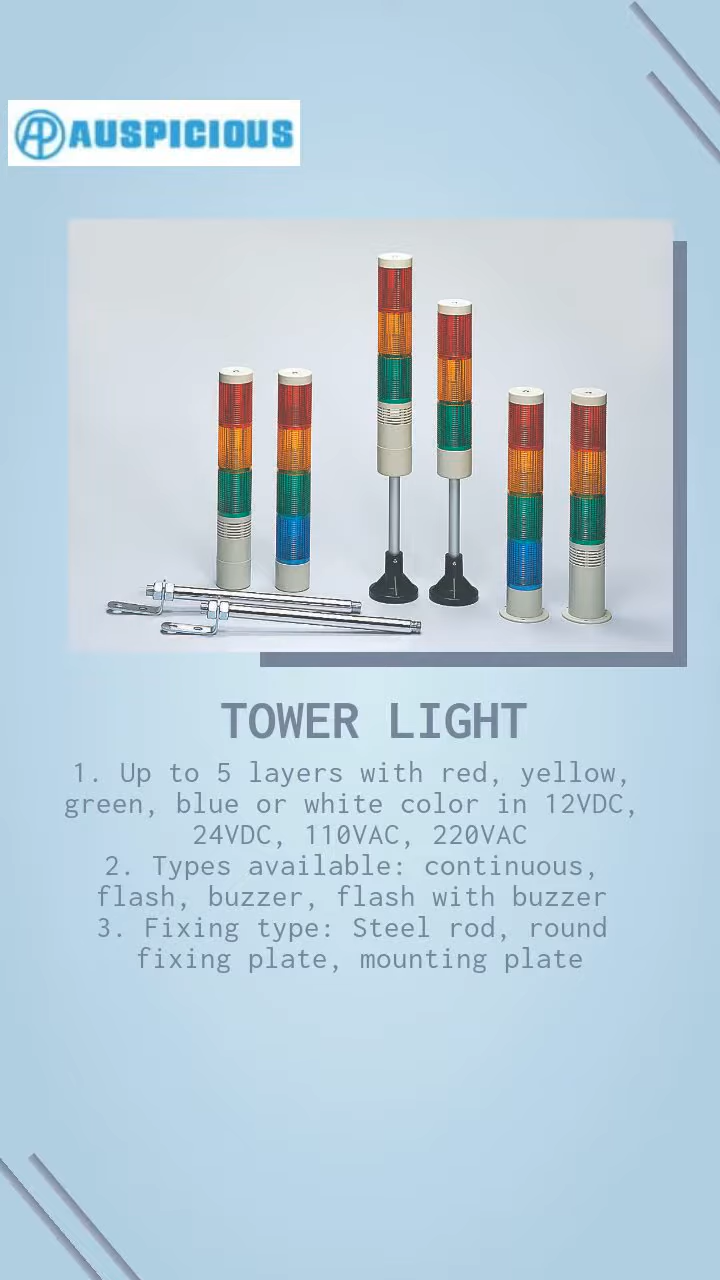 AP AUSPICIOUS
TOWER LIGHT
1. Up to 5 layers with red, yellow,
green, blue or white color in 12VDC,
24VDC, 110VAC, 220VAC
2. Types available: continuous,
flash, buzzer, flash with buzzer
3. Fixing type: Steel rod, round
fixing plate, mounting plate